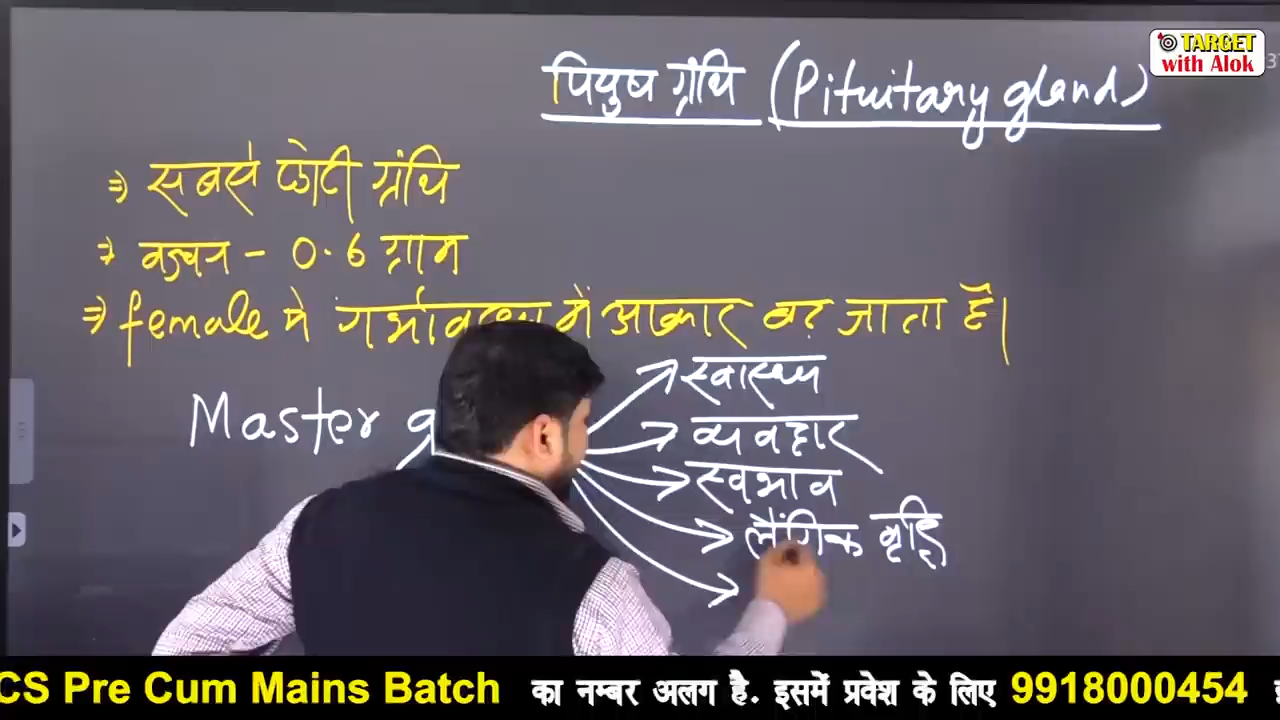 TARGET
with Alok
पियुष ग्रंथि (Pituitary gland)
⇒ सबसे छोटी ग्रंथि
⇒ वजन - 0.6 ग्राम
⇒ female मे गर्भावस्था में आकार बढ़ जाता है।
Master
→ स्वास्थ्य
→ व्यवहार
→ स्वभाव
→ लैंगिक वृद्धि
CS Pre Cum Mains Batch का नम्बर अलग है. इसमें प्रवेश के लिए 9918000454